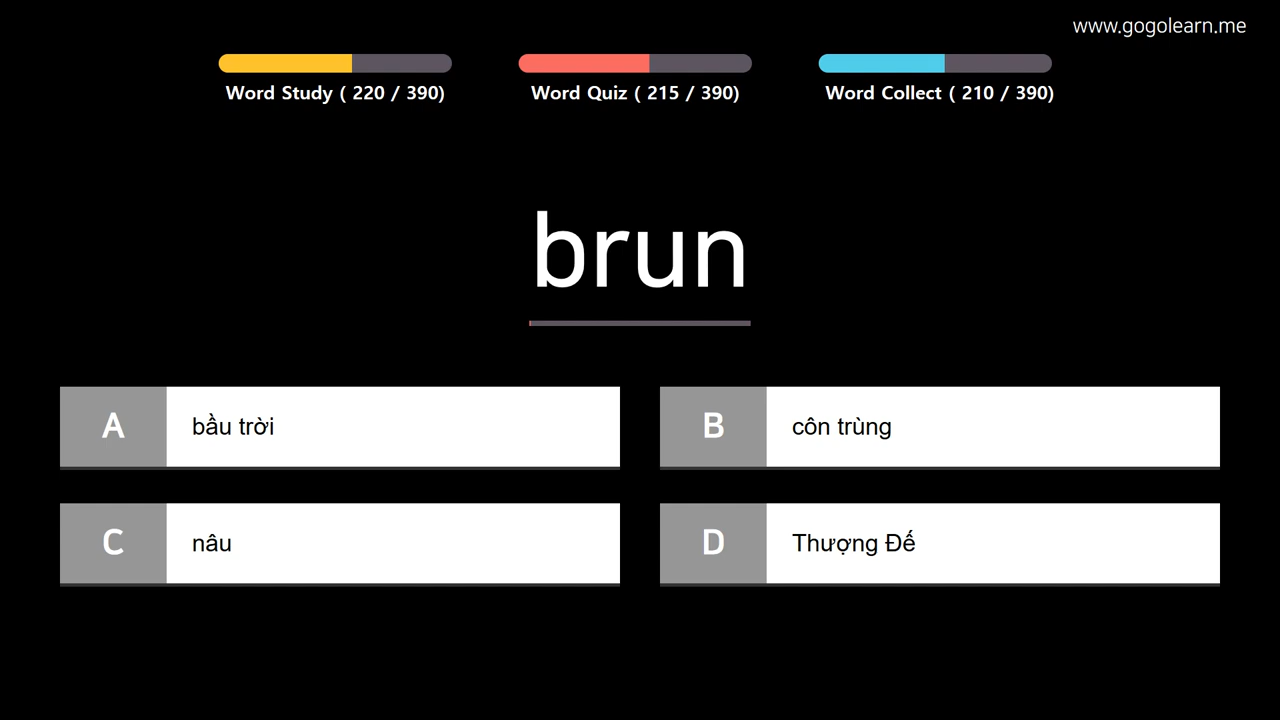 www.gogolearn.me
Word Study ( 220 / 390)
Word Quiz ( 215 / 390)
Word Collect ( 210 / 390)
brun
A bầu trời
B côn trùng
C nâu
D Thượng Đế